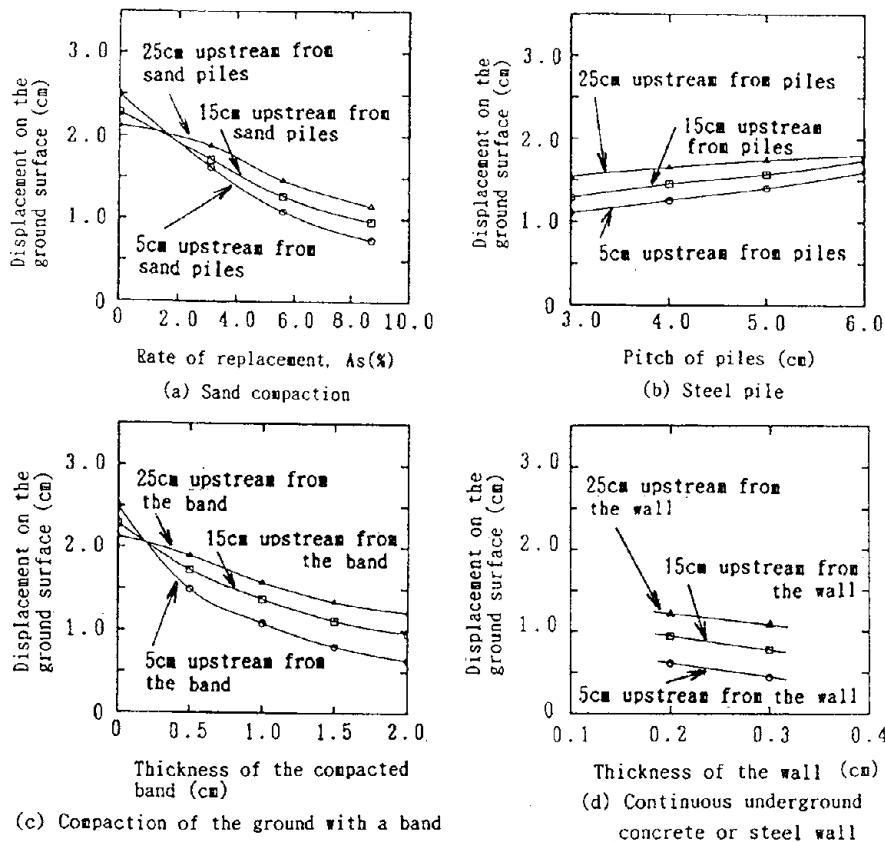 Displacement on the
ground surface (cm)
3.0
2.0
1.0
0
25cm upstream from
sand piles
15cm upstream from
sand piles
5cm upstream from
sand piles
0 2.0 4.0 6.0 8.0 10.0
Rate of replacement, As(%)
(a) Sand compaction
Displacement on the
ground surface (cm)
3.0
2.0
1.0
0
25cm upstream from piles
15cm upstream
from piles
5cm upstream from piles
3.0 4.0 5.0 6.0
Pitch of piles (cm)
(b) Steel pile
Displacement on the
ground surface (cm)
3.0
2.0
1.0
0
25cm upstream from
the band
15cm upstream from
the band
5cm upstream from
the band
0 0.5 1.0 1.5 2.0
Thickness of the compacted
band (cm)
(c) Compaction of the ground with a band
Displacement on the
ground surface (cm)
3.0
2.0
1.0
0
25cm upstream from
the wall
15cm upstream from
the wall
5cm upstream from the wall
0.1 0.2 0.3 0.4
Thickness of the wall (cm)
(d) Continuous underground
concrete or steel wall